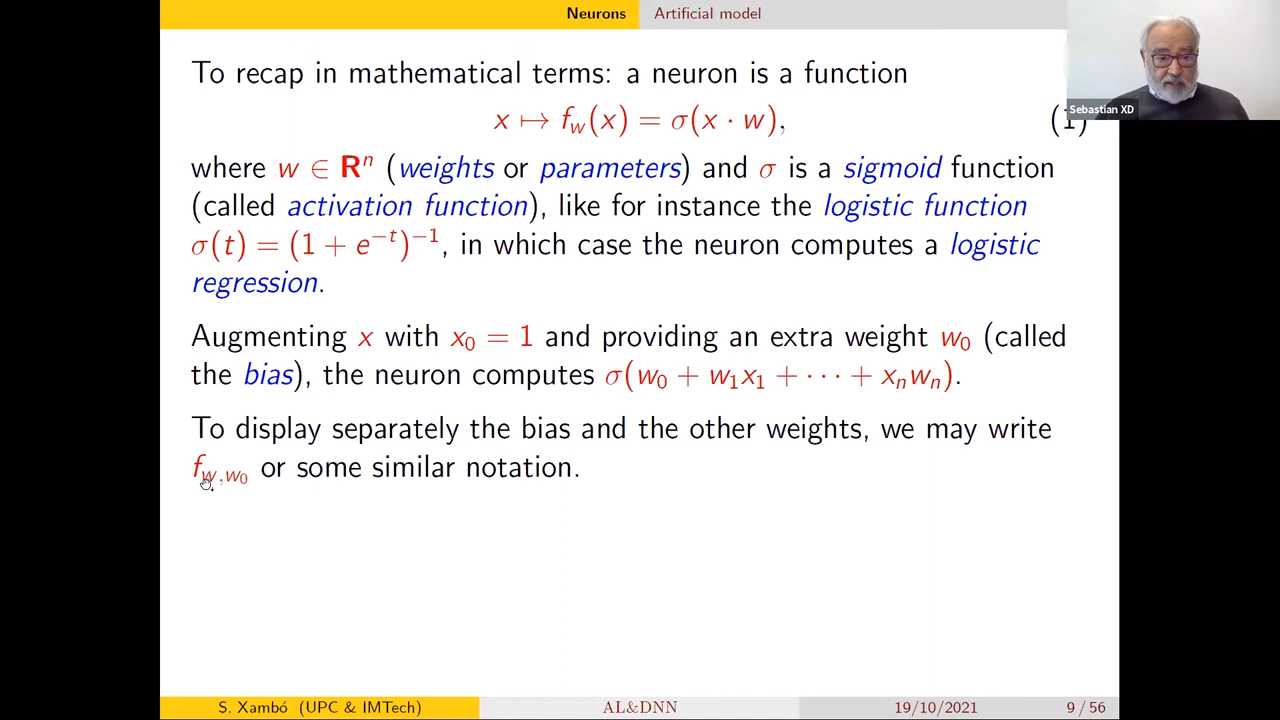 Neurons Artificial model
Sebastian XD
To recap in mathematical terms: a neuron is a function
x ↦ f_w(x) = σ(x · w), (1)
where w ∈ R^n (weights or parameters) and σ is a sigmoid function
(called activation function), like for instance the logistic function
σ(t) = (1 + e^{−t})^{−1}, in which case the neuron computes a logistic
regression.
Augmenting x with x_0 = 1 and providing an extra weight w_0 (called
the bias), the neuron computes σ(w_0 + w_1x_1 + · · · + x_nw_n).
To display separately the bias and the other weights, we may write
f_{w,w_0} or some similar notation.
S. Xambó (UPC & IMTech) AL&DNN 19/10/2021 9 / 56